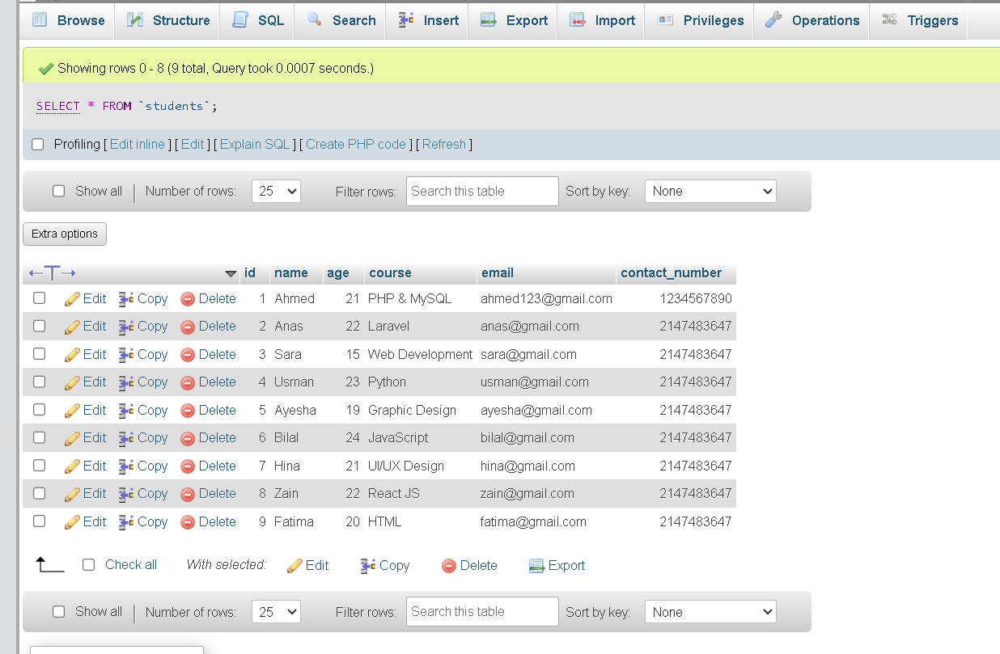 Browse Structure SQL Search Insert Export Import Privileges Operations Triggers
Showing rows 0 - 8 (9 total, Query took 0.0007 seconds.)
SELECT * FROM `students`;
Profiling [ Edit inline ] [ Edit ] [ Explain SQL ] [ Create PHP code ] [ Refresh ]
Show all | Number of rows: 25 Filter rows: Search this table Sort by key: None
Extra options
←T→ id name age course email contact_number
Edit Copy Delete 1 Ahmed 21 PHP & MySQL ahmed123@gmail.com 1234567890
Edit Copy Delete 2 Anas 22 Laravel anas@gmail.com 2147483647
Edit Copy Delete 3 Sara 15 Web Development sara@gmail.com 2147483647
Edit Copy Delete 4 Usman 23 Python usman@gmail.com 2147483647
Edit Copy Delete 5 Ayesha 19 Graphic Design ayesha@gmail.com 2147483647
Edit Copy Delete 6 Bilal 24 JavaScript bilal@gmail.com 2147483647
Edit Copy Delete 7 Hina 21 UI/UX Design hina@gmail.com 2147483647
Edit Copy Delete 8 Zain 22 React JS zain@gmail.com 2147483647
Edit Copy Delete 9 Fatima 20 HTML fatima@gmail.com 2147483647
Check all With selected: Edit Copy Delete Export
Show all | Number of rows: 25 Filter rows: Search this table Sort by key: None